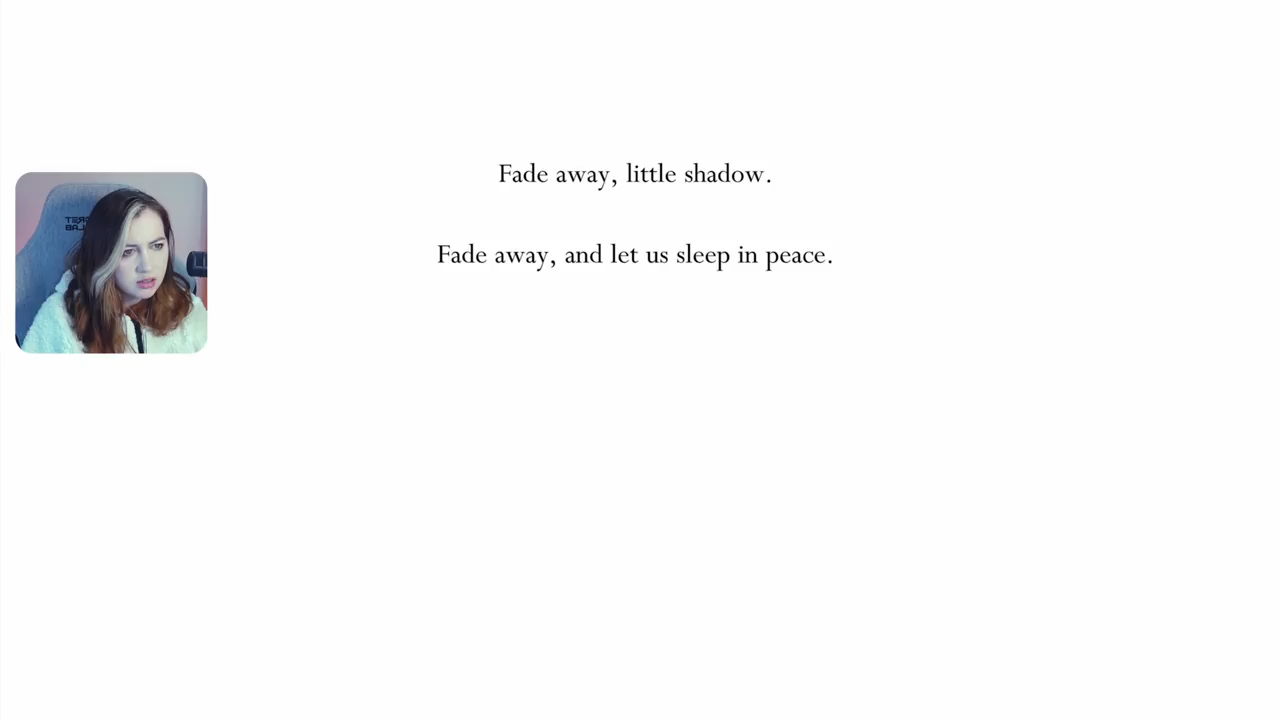 Fade away, little shadow.
Fade away, and let us sleep in peace.